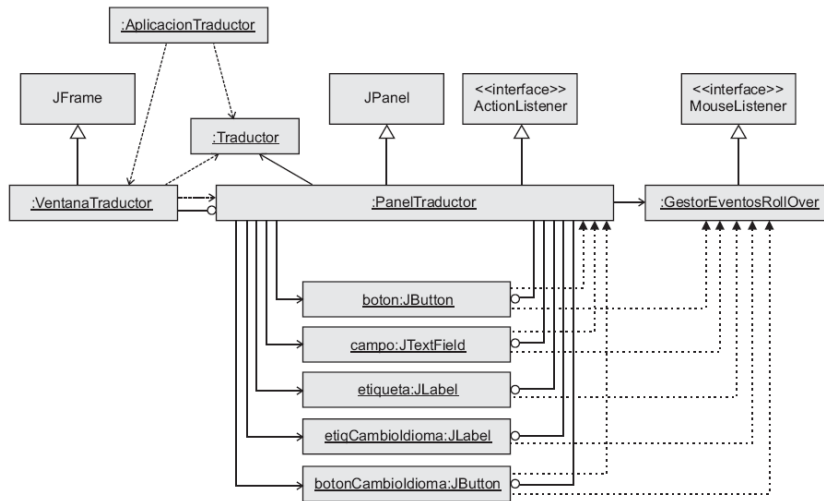 :AplicacionTraductor
JFrame
JPanel
<<interface>>
ActionListener
<<interface>>
MouseListener
:Traductor
:VentanaTraductor
:PanelTraductor
:GestorEventosRollOver
boton:JButton
campo:JTextField
etiqueta:JLabel
etiqCambioIdioma:JLabel
botonCambioIdioma:JButton